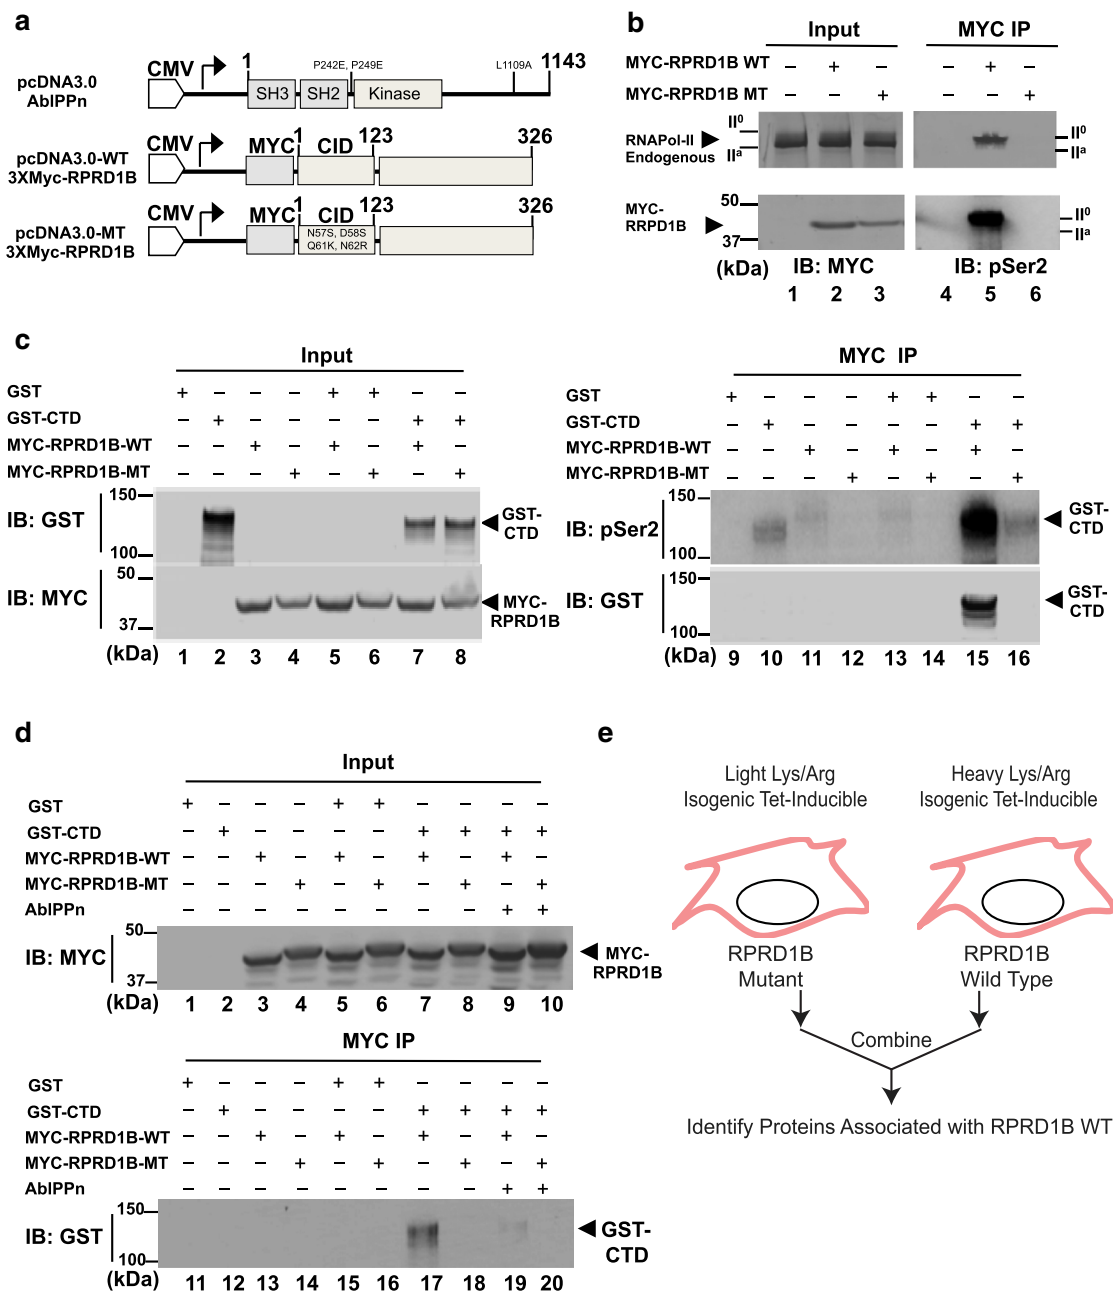 a
pcDNA3.0
AblPPn
CMV
1
P242E, P249E
L1109A
1143
SH3
SH2
Kinase
pcDNA3.0-WT
3XMyc-RPRD1B
CMV
MYC
1
CID
123
326
pcDNA3.0-MT
3XMyc-RPRD1B
CMV
MYC
1
CID
123
326
N57S, D58S
Q61K, N62R
b
Input
MYC IP
MYC-RPRD1B WT – + – – + –
MYC-RPRD1B MT – – + – – +
RNAPol-II
Endogenous
II⁰
IIᵃ
II⁰
IIᵃ
MYC-
RRPD1B
50
37
II⁰
IIᵃ
(kDa)
IB: MYC
IB: pSer2
1 2 3 4 5 6
c
Input
GST + – – – + + – –
GST-CTD – + – – – – + +
MYC-RPRD1B-WT – – + – + – + –
MYC-RPRD1B-MT – – – + – + – +
IB: GST
150
100
GST-
CTD
IB: MYC
50
37
MYC-
RPRD1B
(kDa)
1 2 3 4 5 6 7 8
MYC IP
GST + – – – + + – –
GST-CTD – + – – – – + +
MYC-RPRD1B-WT – – + – + – + –
MYC-RPRD1B-MT – – – + – + – +
IB: pSer2
150
100
GST-
CTD
IB: GST
150
100
GST-
CTD
(kDa)
9 10 11 12 13 14 15 16
d
Input
GST + – – – + + – – – –
GST-CTD – + – – – – + + + +
MYC-RPRD1B-WT – – + – + – + – + –
MYC-RPRD1B-MT – – – + – + – + – +
AblPPn – – – – – – – – + +
IB: MYC
50
37
MYC-
RPRD1B
(kDa)
1 2 3 4 5 6 7 8 9 10
MYC IP
GST + – – – + + – – – –
GST-CTD – + – – – – + + + +
MYC-RPRD1B-WT – – + – + – + – + –
MYC-RPRD1B-MT – – – + – + – + – +
AblPPn – – – – – – – – + +
IB: GST
150
100
GST-
CTD
(kDa)
11 12 13 14 15 16 17 18 19 20
e
Light Lys/Arg
Isogenic Tet-Inducible
Heavy Lys/Arg
Isogenic Tet-Inducible
RPRD1B
Mutant
RPRD1B
Wild Type
Combine
Identify Proteins Associated with RPRD1B WT